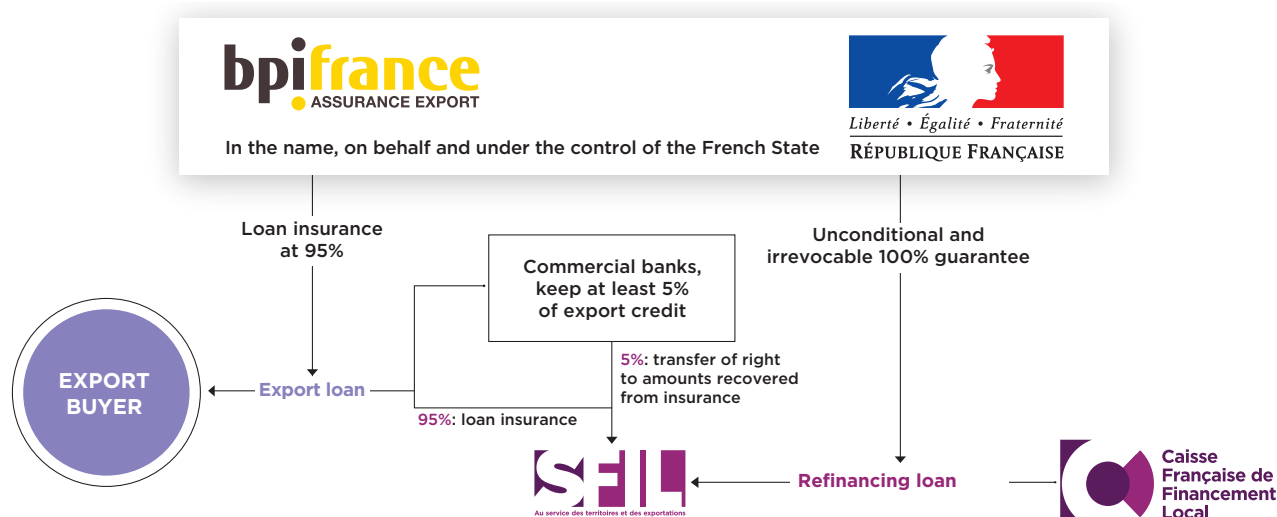 bpifrance
ASSURANCE EXPORT
In the name, on behalf and under the control of the French State
Liberté • Égalité • Fraternité
RÉPUBLIQUE FRANÇAISE
Loan insurance
at 95%
Commercial banks,
keep at least 5%
of export credit
Unconditional and
irrevocable 100% guarantee
EXPORT
BUYER
Export loan
5%: transfer of right
to amounts recovered
from insurance
95%: loan insurance
SFIL
Au service des territoires et des exportations
Refinancing loan
Caisse
Française de
Financement
Local